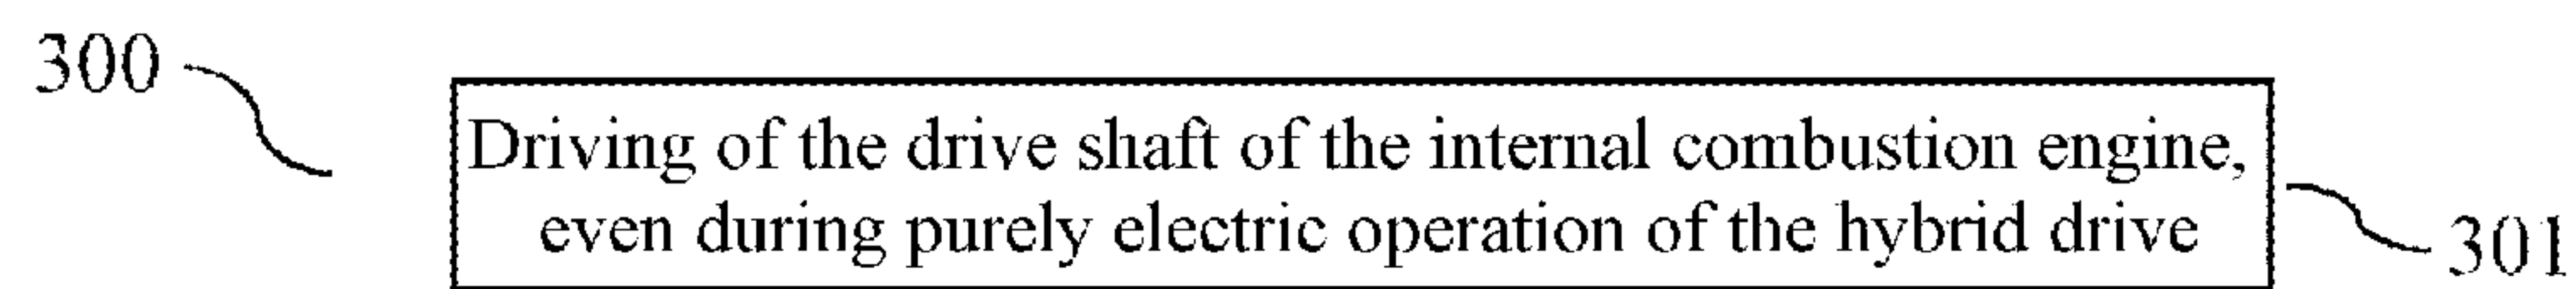 300
Driving of the drive shaft of the internal combustion engine,
even during purely electric operation of the hybrid drive
301